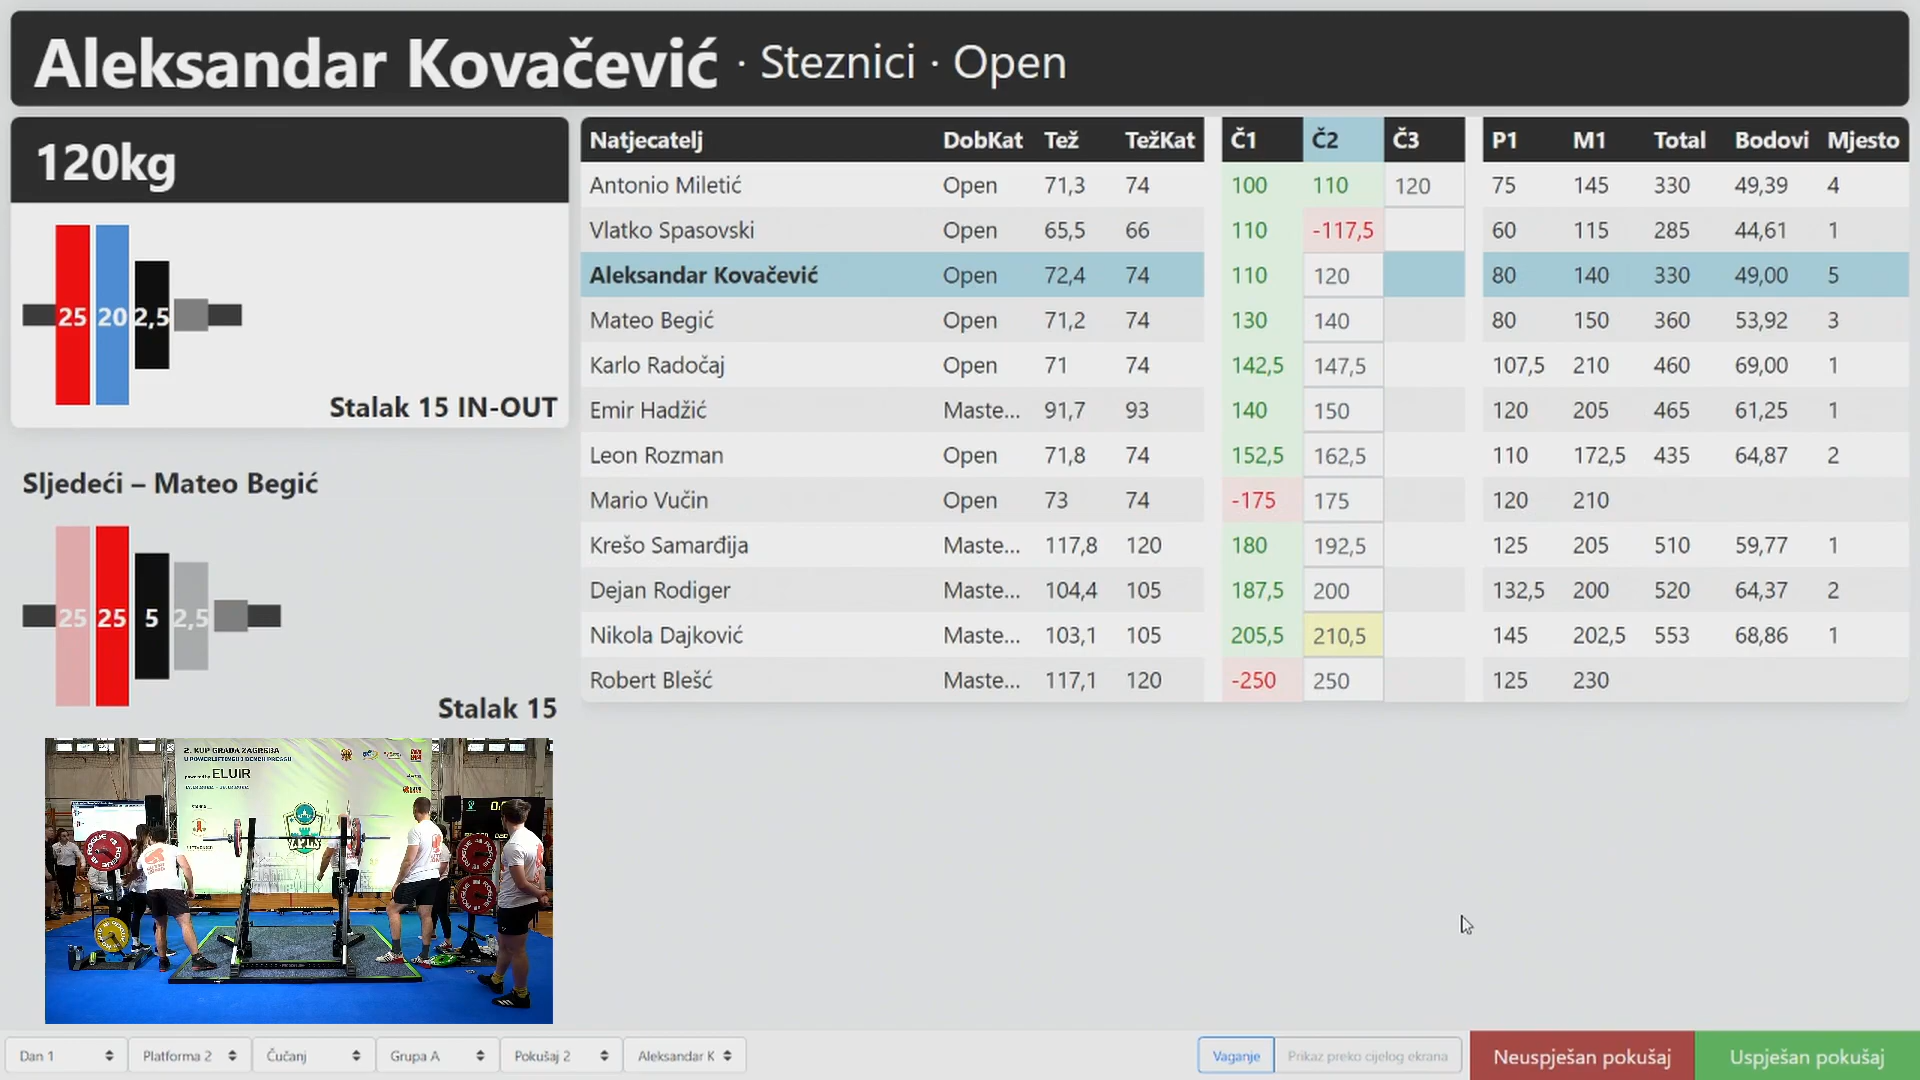 Aleksandar Kovačević · Steznici · Open
120kg
25 20 2,5
Stalak 15 IN-OUT
Sljedeći – Mateo Begić
25 25 5 2,5
Stalak 15
Natjecatelj DobKat Tež TežKat Č1 Č2 Č3 P1 M1 Total Bodovi Mjesto
Antonio Miletić Open 71,3 74 100 110 120 75 145 330 49,39 4
Vlatko Spasovski Open 65,5 66 110 -117,5 60 115 285 44,61 1
Aleksandar Kovačević Open 72,4 74 110 120 80 140 330 49,00 5
Mateo Begić Open 71,2 74 130 140 80 150 360 53,92 3
Karlo Radočaj Open 71 74 142,5 147,5 107,5 210 460 69,00 1
Emir Hadžić Maste... 91,7 93 140 150 120 205 465 61,25 1
Leon Rozman Open 71,8 74 152,5 162,5 110 172,5 435 64,87 2
Mario Vučin Open 73 74 -175 175 120 210
Krešo Samarđija Maste... 117,8 120 180 192,5 125 205 510 59,77 1
Dejan Rodiger Maste... 104,4 105 187,5 200 132,5 200 520 64,37 2
Nikola Dajković Maste... 103,1 105 205,5 210,5 145 202,5 553 68,86 1
Robert Blešć Maste... 117,1 120 -250 250 125 230
2. KUP GRADA ZAGREBA
U POWERLIFTINGU I BENCH PRESSU
powered by ELUIR
ZPLS
ROGUE
Dan 1 Platforma 2 Čučanj Grupa A Pokušaj 2 Aleksandar K
Vaganje Prikaz preko cijelog ekrana Neuspješan pokušaj Uspješan pokušaj